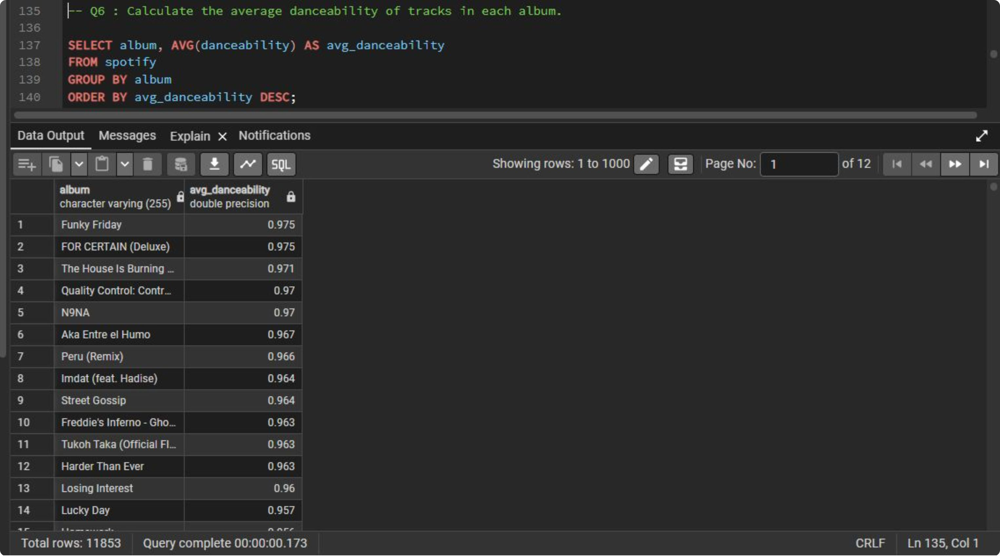 135 -- Q6 : Calculate the average danceability of tracks in each album.
136
137 SELECT album, AVG(danceability) AS avg_danceability
138 FROM spotify
139 GROUP BY album
140 ORDER BY avg_danceability DESC;
Data Output Messages Explain × Notifications
SQL Showing rows: 1 to 1000 Page No: 1 of 12
album avg_danceability
character varying (255) double precision
1 Funky Friday 0.975
2 FOR CERTAIN (Deluxe) 0.975
3 The House Is Burning ... 0.971
4 Quality Control: Contr... 0.97
5 N9NA 0.97
6 Aka Entre el Humo 0.967
7 Peru (Remix) 0.966
8 Imdat (feat. Hadise) 0.964
9 Street Gossip 0.964
10 Freddie's Inferno - Gho... 0.963
11 Tukoh Taka (Official Fl... 0.963
12 Harder Than Ever 0.963
13 Losing Interest 0.96
14 Lucky Day 0.957
Total rows: 11853 Query complete 00:00:00.173 CRLF Ln 135, Col 1